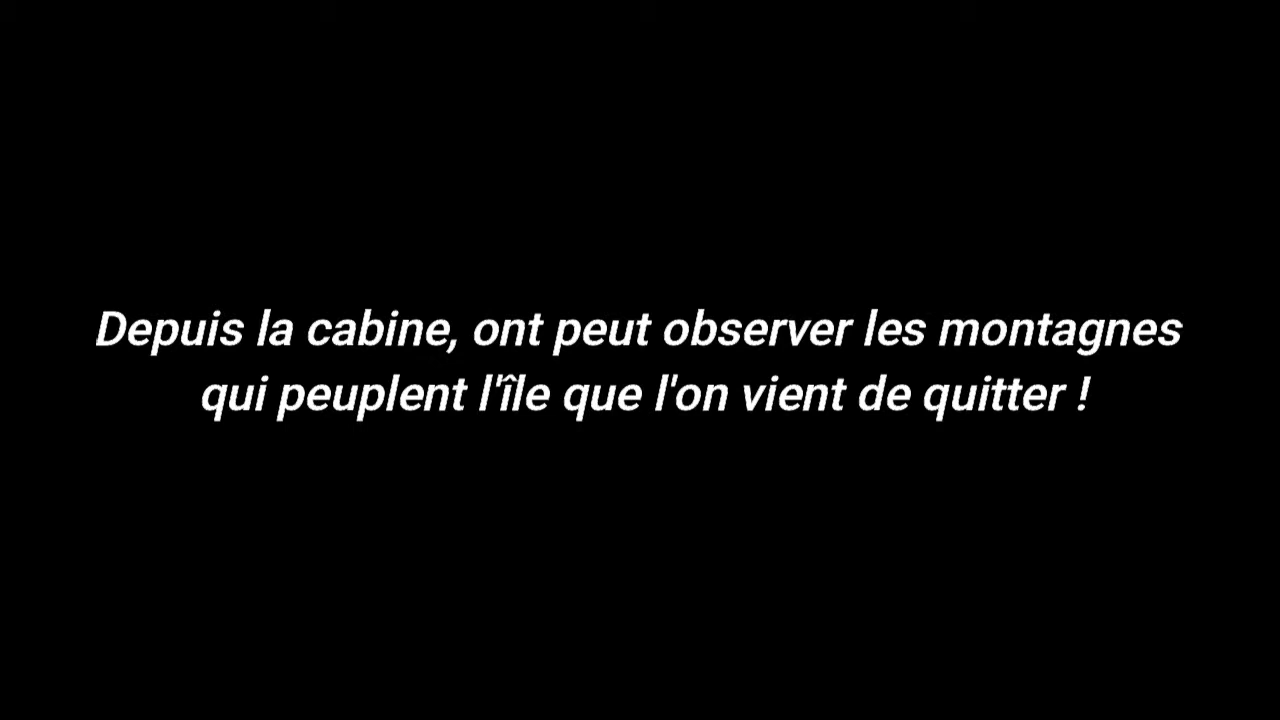 Depuis la cabine, ont peut observer les montagnes
qui peuplent l'île que l'on vient de quitter !